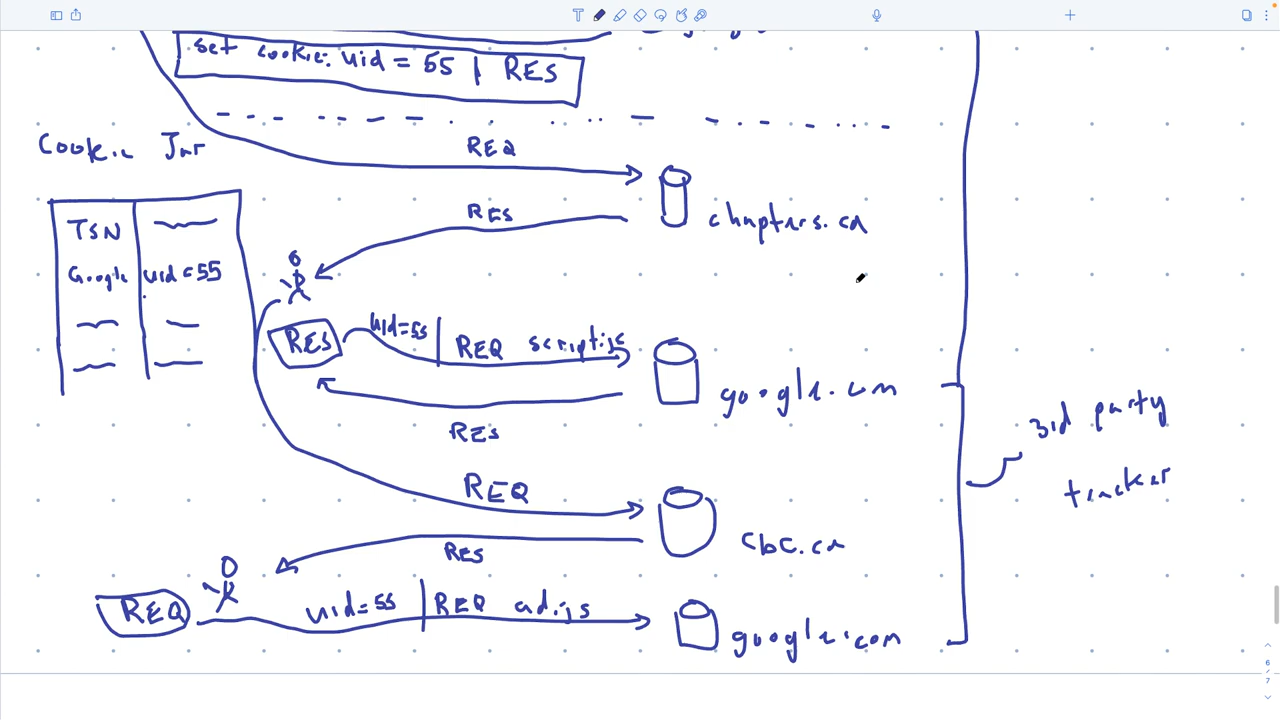 set cookie: uid = 55 | RES
Cookie Jar
REQ
chapters.ca
RES
TSN
Google uid = 55
RES
uid=55 | REQ script.js
google.com
RES
3rd party
tracker
REQ
cbc.ca
RES
REQ
uid=55 | REQ ad.js
google.com
6
7